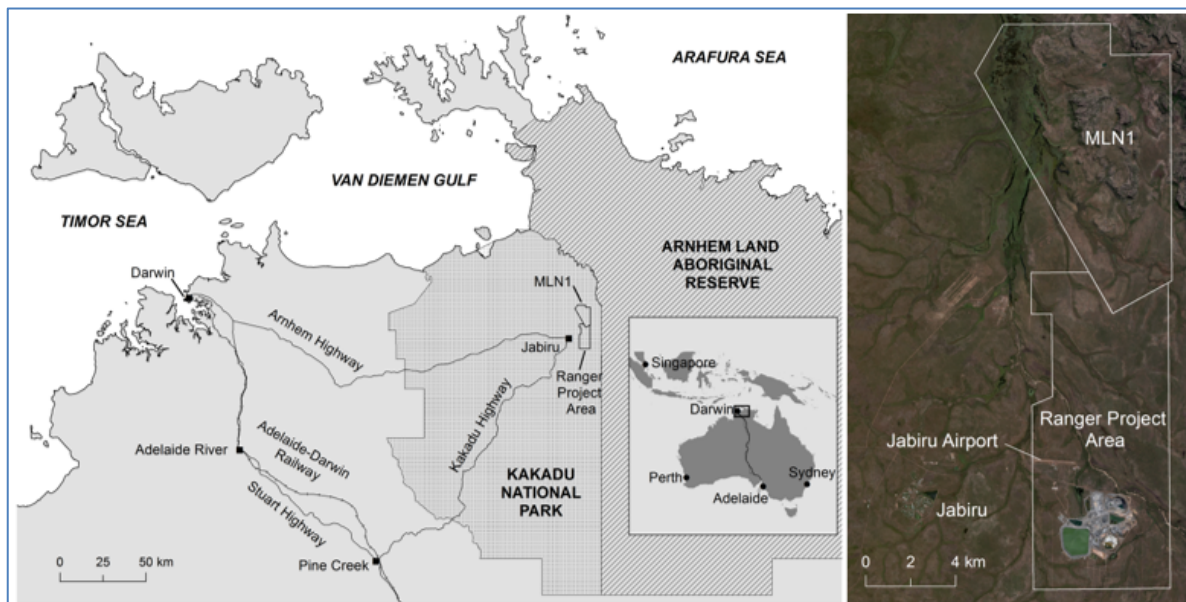 ARAFURA SEA
VAN DIEMEN GULF
TIMOR SEA
Darwin
ARNHEM LAND
ABORIGINAL
RESERVE
MLN1
Arnhem Highway
Jabiru
Ranger
Project
Area
Kakadu Highway
Adelaide River
Adelaide-Darwin
Railway
Stuart Highway
KAKADU
NATIONAL
PARK
Pine Creek
0 25 50 km
Singapore
Darwin
Perth
Adelaide
Sydney
MLN1
Ranger Project
Area
Jabiru Airport
Jabiru
0 2 4 km